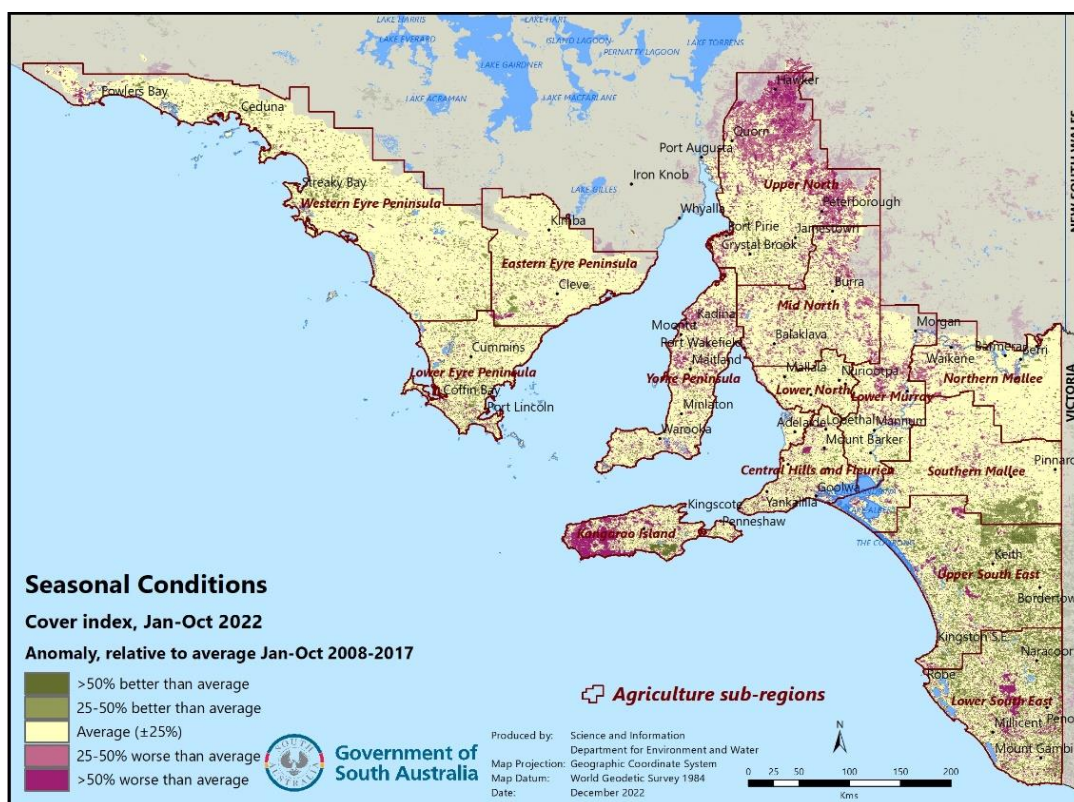 LAKE HARRIS
LAKE HART
LAKE EVERARD
ISLAND LAGOON
LAKE TORRENS
PERNATTY LAGOON
LAKE GAIRDNER
LAKE ACRAMAN
LAKE MACFARLANE
Hawker
Fowlers Bay
Ceduna
Quorn
Port Augusta
Iron Knob
LAKE GILLES
Upper North
NEW SOUTH WALES
Streaky Bay
Western Eyre Peninsula
Whyalla
Peterborough
Kimba
Port Pirie
Jamestown
Crystal Brook
Eastern Eyre Peninsula
Cleve
Burra
Mid North
Kadina
Moonta
Morgan
Port Wakefield
Balaklava
Cummins
Maitland
Waikerie
Barmera
Berri
Lower Eyre Peninsula
Yorke Peninsula
Mallala
Nuriootpa
Northern Mallee
Coffin Bay
Lower North
Lower Murray
VICTORIA
Port Lincoln
Minlaton
Adelaide
Lobethal
Mannum
Warooka
Mount Barker
Central Hills and Fleurieu
Southern Mallee
Pinnaro
Goolwa
Kingscote
Yankalilla
Penneshaw
Kangaroo Island
THE COORONG
Keith
Upper South East
Bordertow
Kingston S.E.
Naracoor
Robe
Lower South East
Peno
Millicent
Mount Gambi
Seasonal Conditions
Cover index, Jan-Oct 2022
Anomaly, relative to average Jan-Oct 2008-2017
>50% better than average
25-50% better than average
Average (±25%)
25-50% worse than average
>50% worse than average
Agriculture sub-regions
SOUTH AUSTRALIA
Government of
South Australia
Produced by: Science and Information
Department for Environment and Water
Map Projection: Geographic Coordinate System
Map Datum: World Geodetic Survey 1984
Date: December 2022
N
0 50 100 150 200
Kms